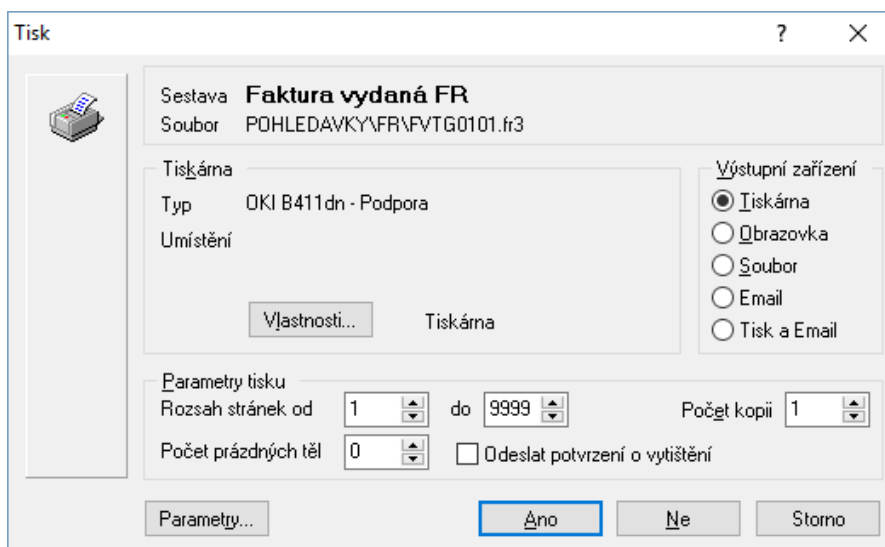 Tisk
?
Sestava Faktura vydaná FR
Soubor POHLEDAVKY\FR\FVTG0101.fr3
Tiskárna
Typ OKI B411dn - Podpora
Umístění
Vlastnosti... Tiskárna
Výstupní zařízení
Tiskárna
Obrazovka
Soubor
Email
Tisk a Email
Parametry tisku
Rozsah stránek od 1 do 9999 Počet kopii 1
Počet prázdných těl 0 Odeslat potvrzení o vytištění
Parametry... Ano Ne Storno